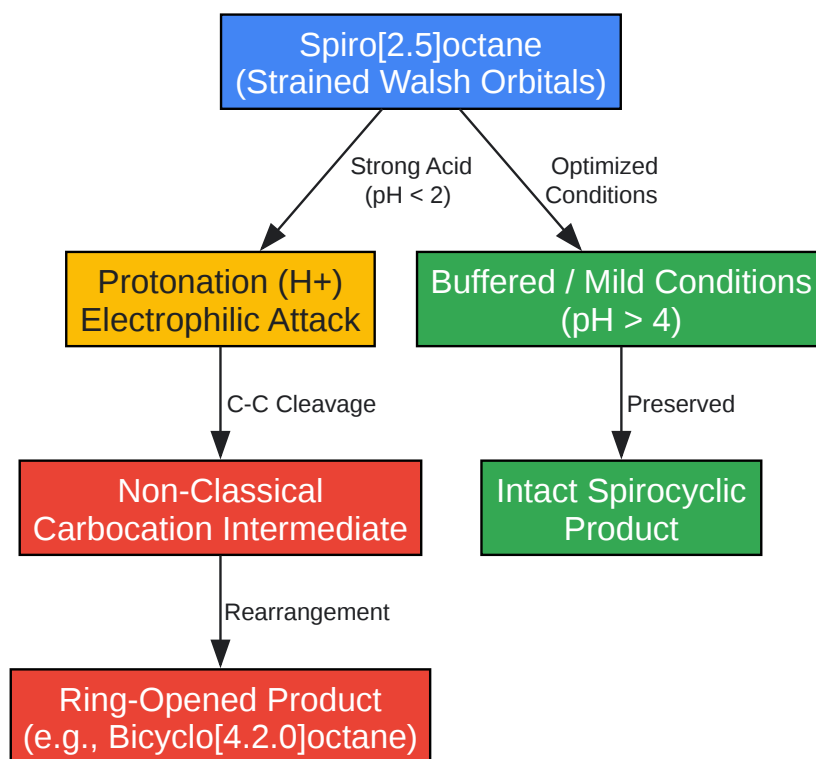 Spiro[2.5]octane
(Strained Walsh Orbitals)
Strong Acid
(pH < 2)
Optimized
Conditions
Protonation (H+)
Electrophilic Attack
Buffered / Mild Conditions
(pH > 4)
C-C Cleavage
Preserved
Non-Classical
Carbocation Intermediate
Intact Spirocyclic
Product
Rearrangement
Ring-Opened Product
(e.g., Bicyclo[4.2.0]octane)